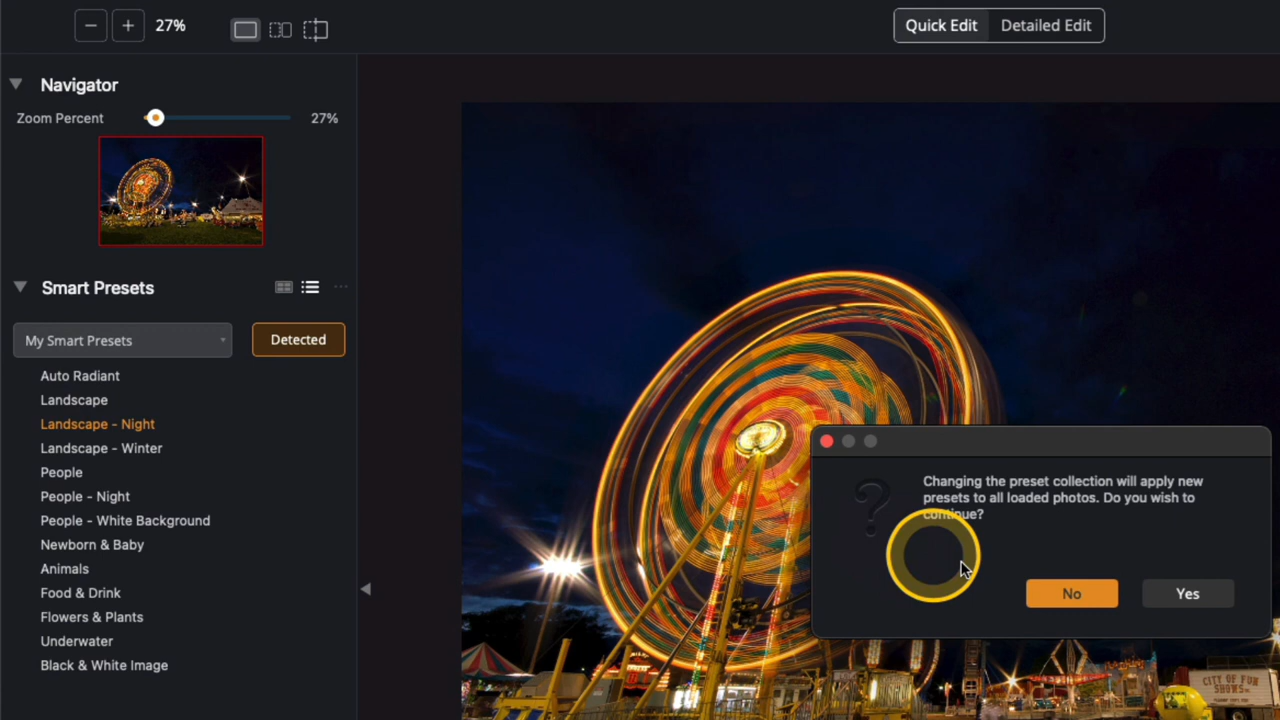 27%
Quick Edit
Detailed Edit
Navigator
Zoom Percent
27%
Smart Presets
My Smart Presets
Detected
Auto Radiant
Landscape
Landscape - Night
Landscape - Winter
People
People - Night
People - White Background
Newborn & Baby
Animals
Food & Drink
Flowers & Plants
Underwater
Black & White Image
Changing the preset collection will apply new
presets to all loaded photos. Do you wish to
continue?
No
Yes
CITY OF FUN
SHOWS